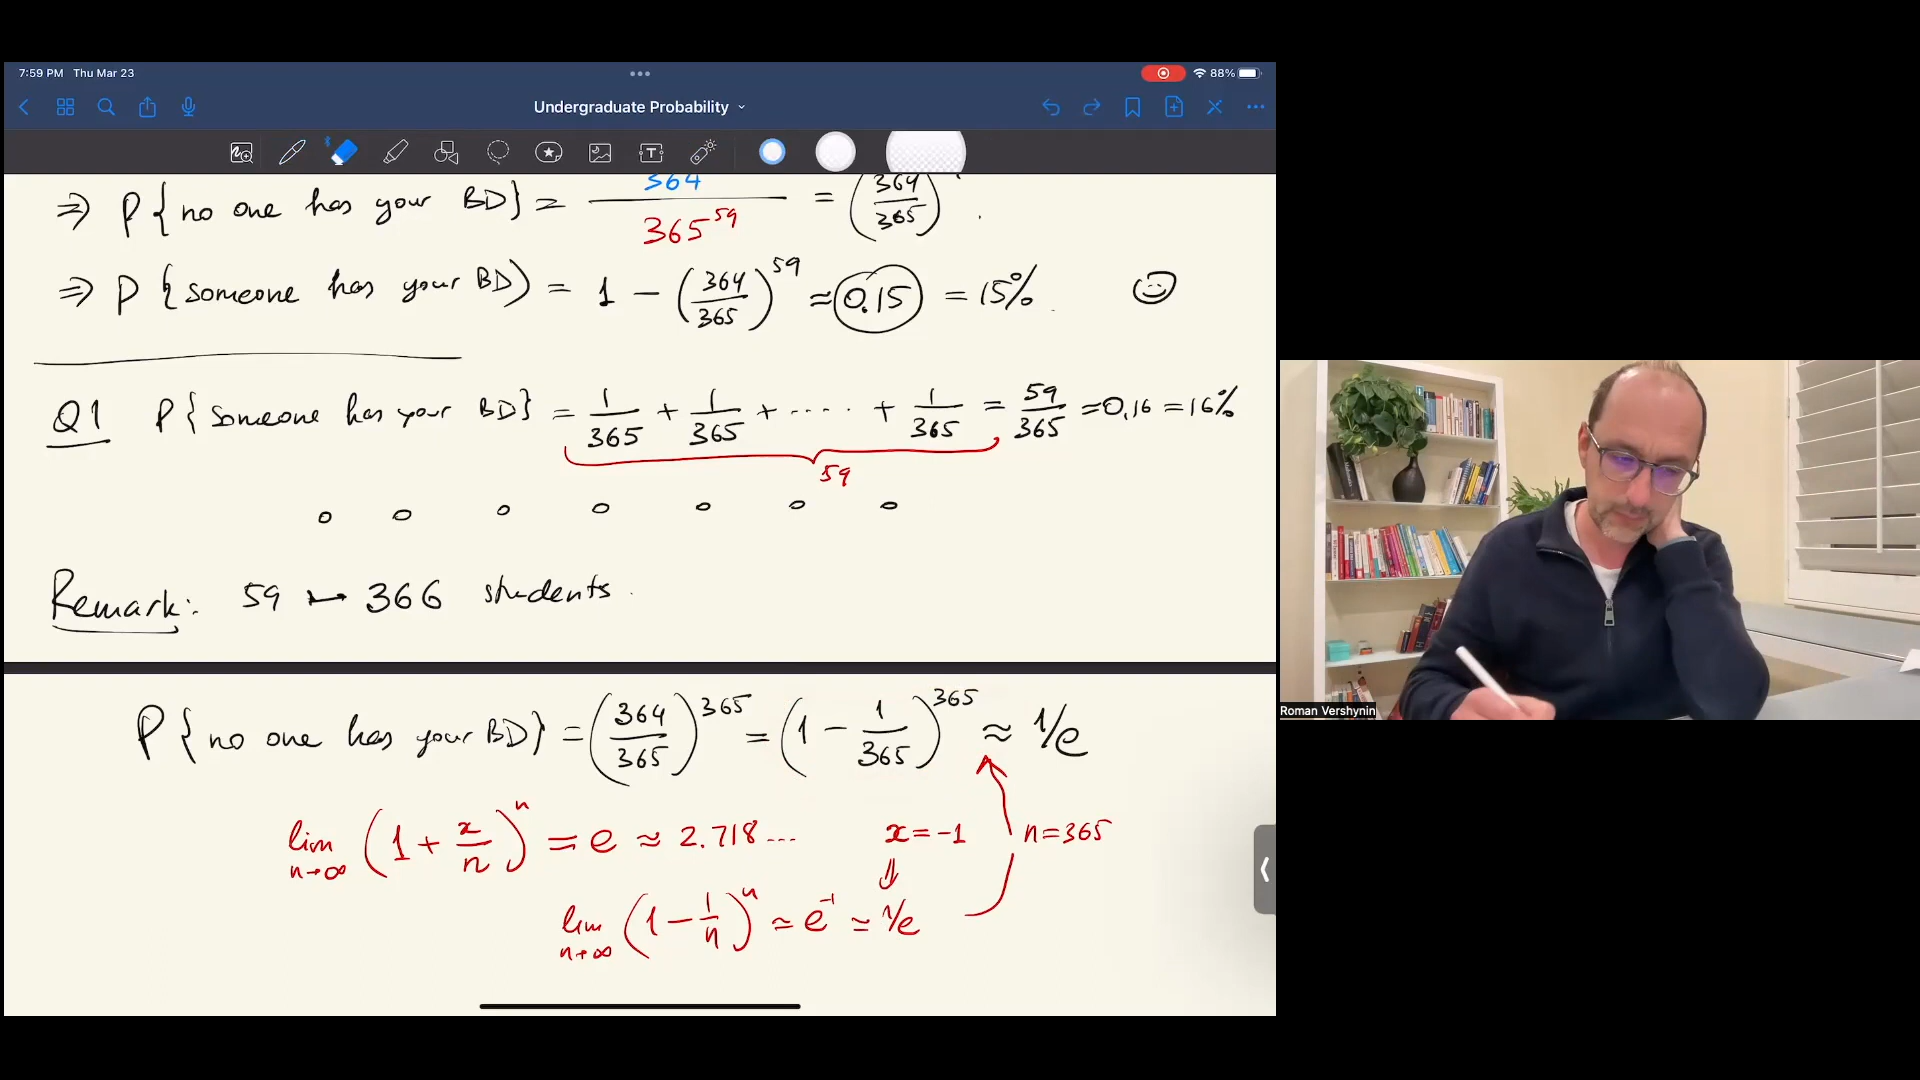 7:59 PM Thu Mar 23
88%
Undergraduate Probability
⇒ P{no one has your BD} = 364 / 365^59 = (364/365) .
⇒ P{someone has your BD) = 1 − (364/365)^59 ≈ 0.15 = 15% .
Q1 P{Someone has your BD} = 1/365 + 1/365 + ..... + 1/365 = 59/365 = 0,16 = 16%
59
Remark: 59 ↦ 366 students.
P{no one has your BD} = (364/365)^365 = (1 − 1/365)^365 ≈ 1/e
lim n→∞ (1 + x/n)^n = e ≈ 2.718... x=-1 n=365
⇓
lim n→∞ (1 − 1/n)^n ≈ e^-1 ≈ 1/e
Roman Vershynin